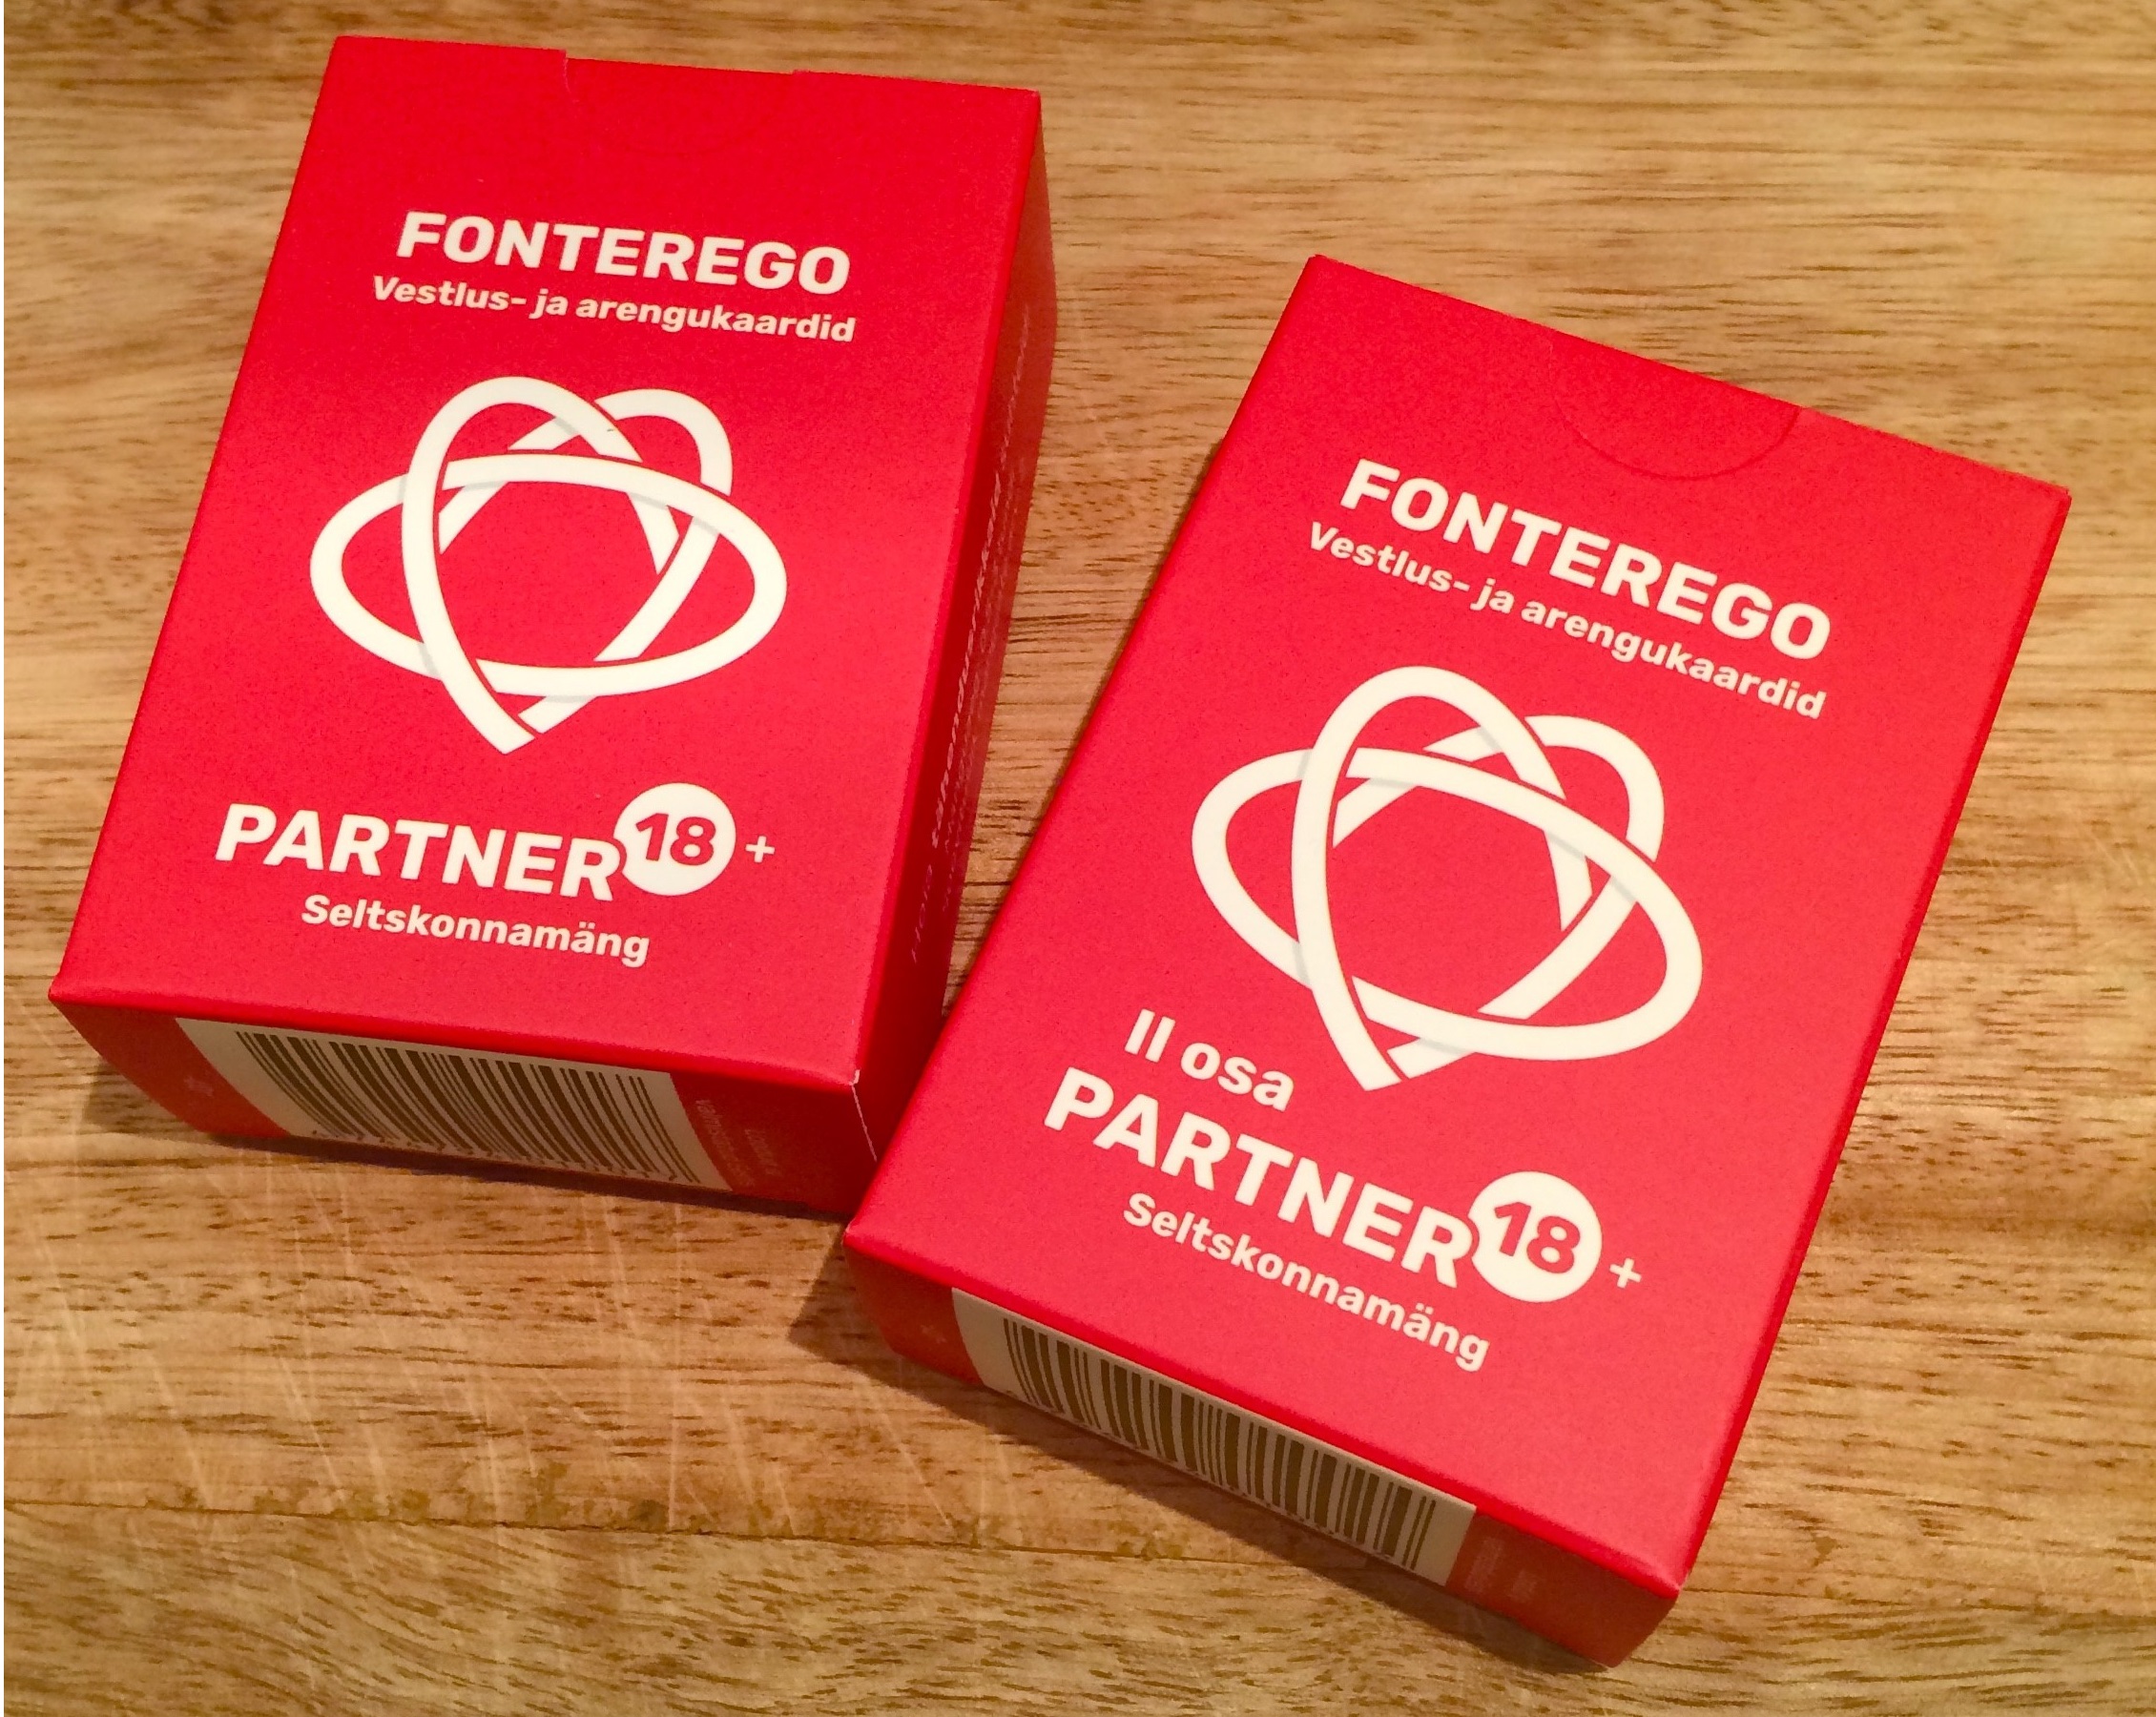 FONTEREGO
Vestlus- ja arengukaardid
PARTNER 18 +
Seltskonnamäng
FONTEREGO
Vestlus- ja arengukaardid
II osa
PARTNER 18 +
Seltskonnamäng